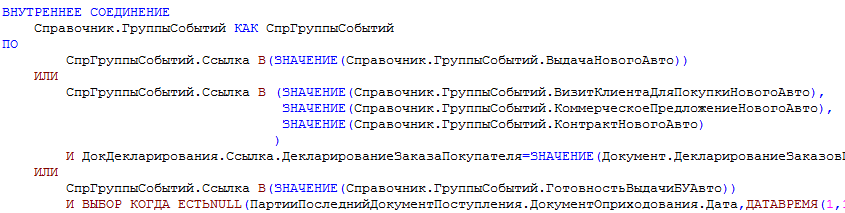 ВНУТРЕННЕЕ СОЕДИНЕНИЕ
Справочник.ГруппыСобытий КАК СпрГруппыСобытий
ПО
СпрГруппыСобытий.Ссылка В(ЗНАЧЕНИЕ(Справочник.ГруппыСобытий.ВыдачаНовогоАвто))
ИЛИ
СпрГруппыСобытий.Ссылка В (ЗНАЧЕНИЕ(Справочник.ГруппыСобытий.ВизитКлиентаДляПокупкиНовогоАвто),
ЗНАЧЕНИЕ(Справочник.ГруппыСобытий.КоммерческоеПредложениеНовогоАвто),
ЗНАЧЕНИЕ(Справочник.ГруппыСобытий.КонтрактНовогоАвто)
)
И ДокДекларирования.Ссылка.ДекларированиеЗаказаПокупателя=ЗНАЧЕНИЕ(Документ.ДекларированиеЗаказов
ИЛИ
СпрГруппыСобытий.Ссылка В(ЗНАЧЕНИЕ(Справочник.ГруппыСобытий.ГотовностьВыдачиБУАвто))
И ВЫБОР КОГДА ЕСТЬNULL(ПартииПоследнийДокументПоступления.ДокументОприходования.Дата,ДАТАВРЕМЯ(1,